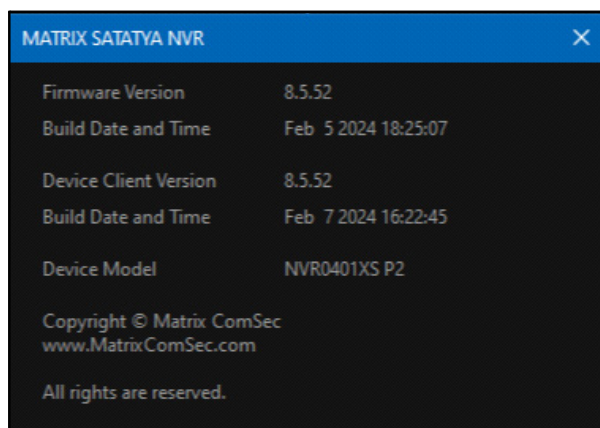 MATRIX SATATYA NVR
Firmware Version 8.5.52
Build Date and Time Feb 5 2024 18:25:07
Device Client Version 8.5.52
Build Date and Time Feb 7 2024 16:22:45
Device Model NVR0401XS P2
Copyright © Matrix ComSec
www.MatrixComSec.com
All rights are reserved.